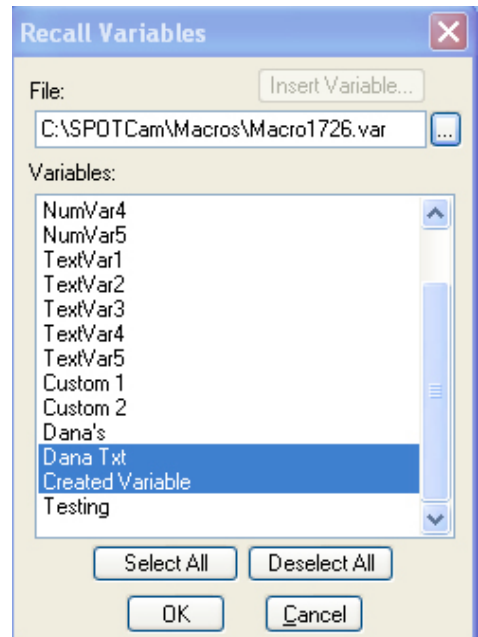 Recall Variables
File:
Insert Variable...
C:\SPOTCam\Macros\Macro1726.var
...
Variables:
NumVar4
NumVar5
TextVar1
TextVar2
TextVar3
TextVar4
TextVar5
Custom 1
Custom 2
Dana's
Dana Txt
Created Variable
Testing
Select All
Deselect All
OK
Cancel